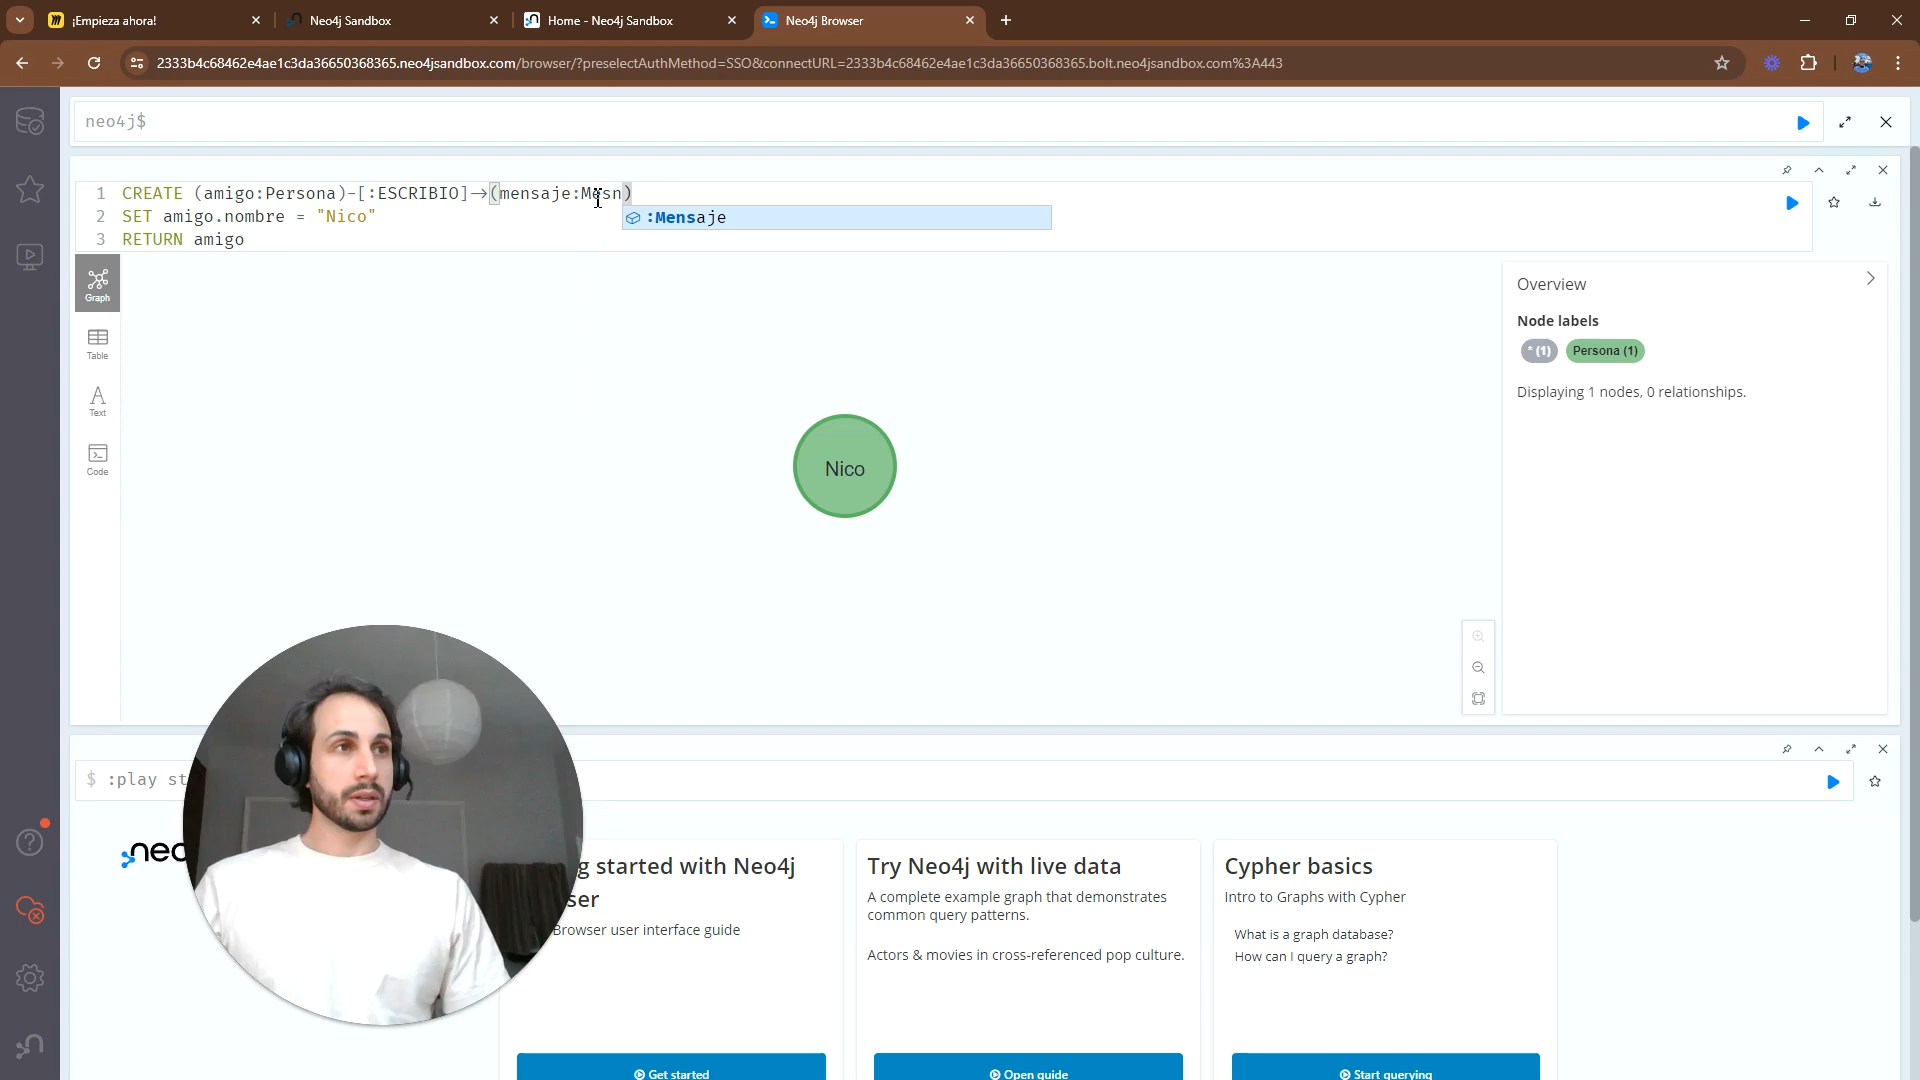 ¡Empieza ahora!
Neo4j Sandbox
Home - Neo4j Sandbox
Neo4j Browser
2333b4c68462e4ae1c3da36650368365.neo4jsandbox.com/browser/?preselectAuthMethod=SSO&connectURL=2333b4c68462e4ae1c3da36650368365.bolt.neo4jsandbox.com%3A443
neo4j$
1 CREATE (amigo:Persona)-[:ESCRIBIO]->(mensaje:Mesn)
:Mensaje
2 SET amigo.nombre = "Nico"
3 RETURN amigo
Graph
Table
Text
Code
Overview
Node labels
* (1) Persona (1)
Displaying 1 nodes, 0 relationships.
Nico
$ :play st
neo
g started with Neo4j
ser
Browser user interface guide
Get started
Try Neo4j with live data
A complete example graph that demonstrates
common query patterns.
Actors & movies in cross-referenced pop culture.
Open guide
Cypher basics
Intro to Graphs with Cypher
What is a graph database?
How can I query a graph?
Start querying